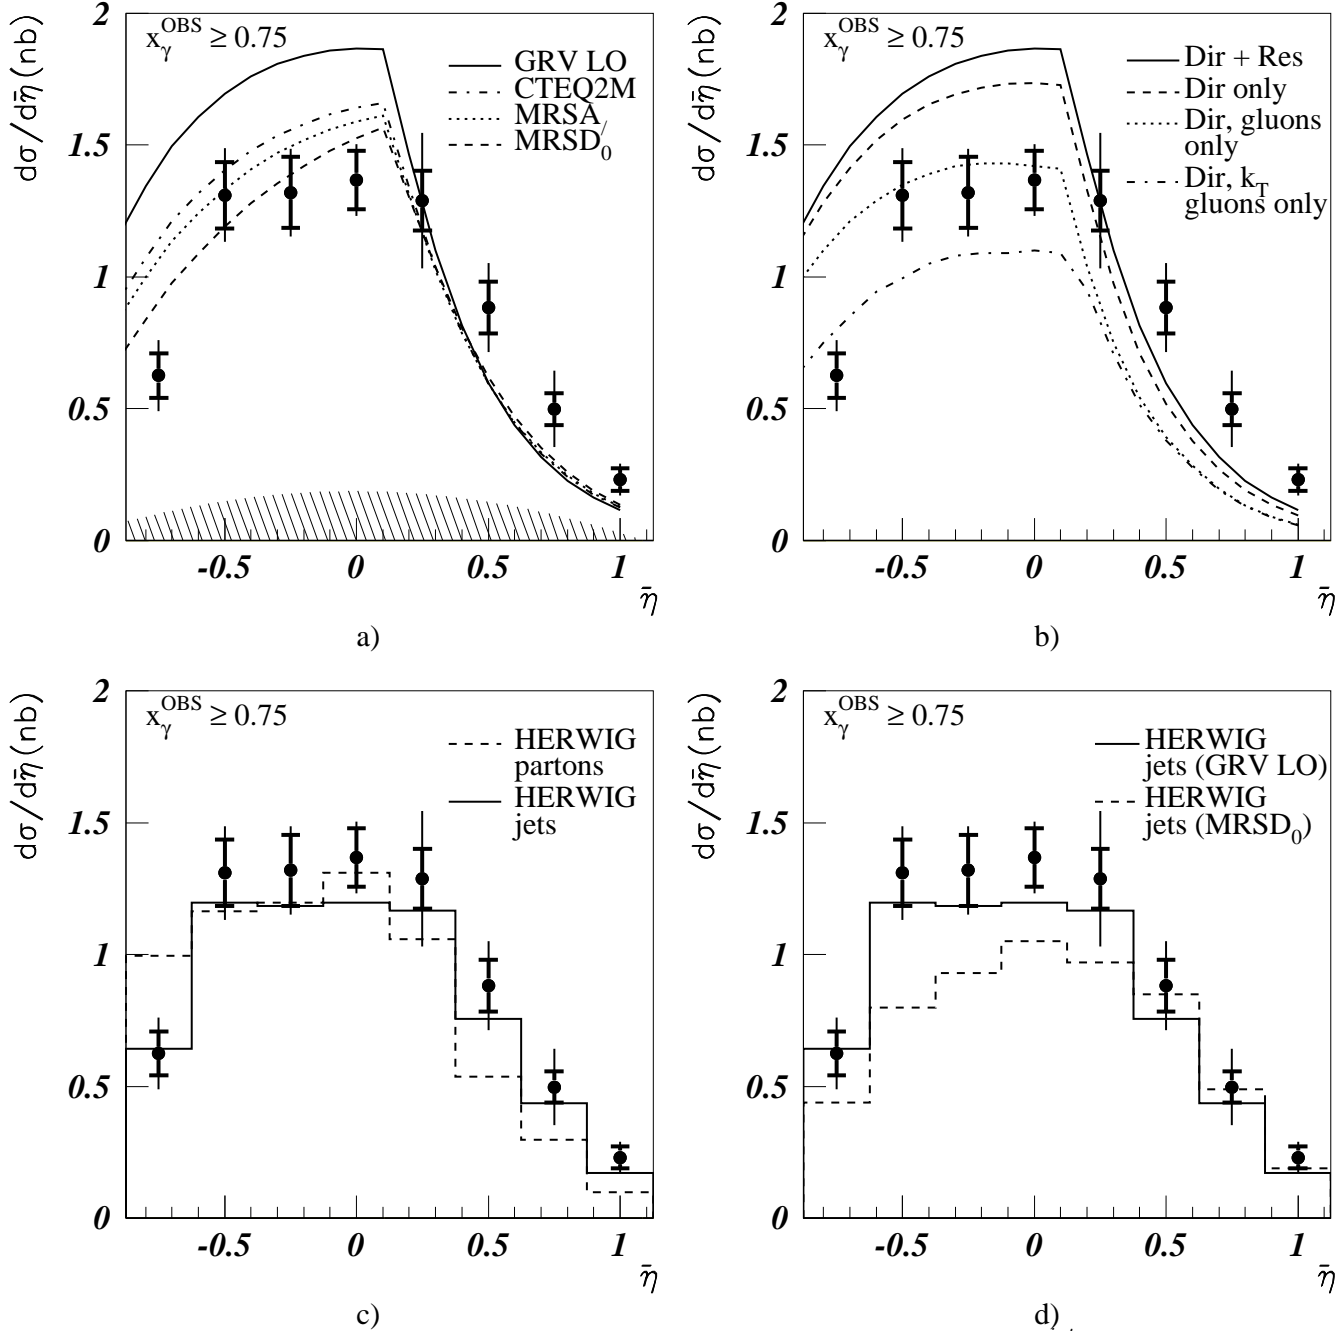 dσ/dη̄ (nb)
2
1.5
1
0.5
0
x_γ^OBS ≥ 0.75
GRV LO
CTEQ2M
MRSA
MRSD_0^/
-0.5 0 0.5 1
η̄
a)
dσ/dη̄ (nb)
2
1.5
1
0.5
0
x_γ^OBS ≥ 0.75
Dir + Res
Dir only
Dir, gluons
only
Dir, k_T
gluons only
-0.5 0 0.5 1
η̄
b)
dσ/dη̄ (nb)
2
1.5
1
0.5
0
x_γ^OBS ≥ 0.75
HERWIG
partons
HERWIG
jets
-0.5 0 0.5 1
η̄
c)
dσ/dη̄ (nb)
2
1.5
1
0.5
0
x_γ^OBS ≥ 0.75
HERWIG
jets (GRV LO)
HERWIG
jets (MRSD_0)
-0.5 0 0.5 1
η̄
d)